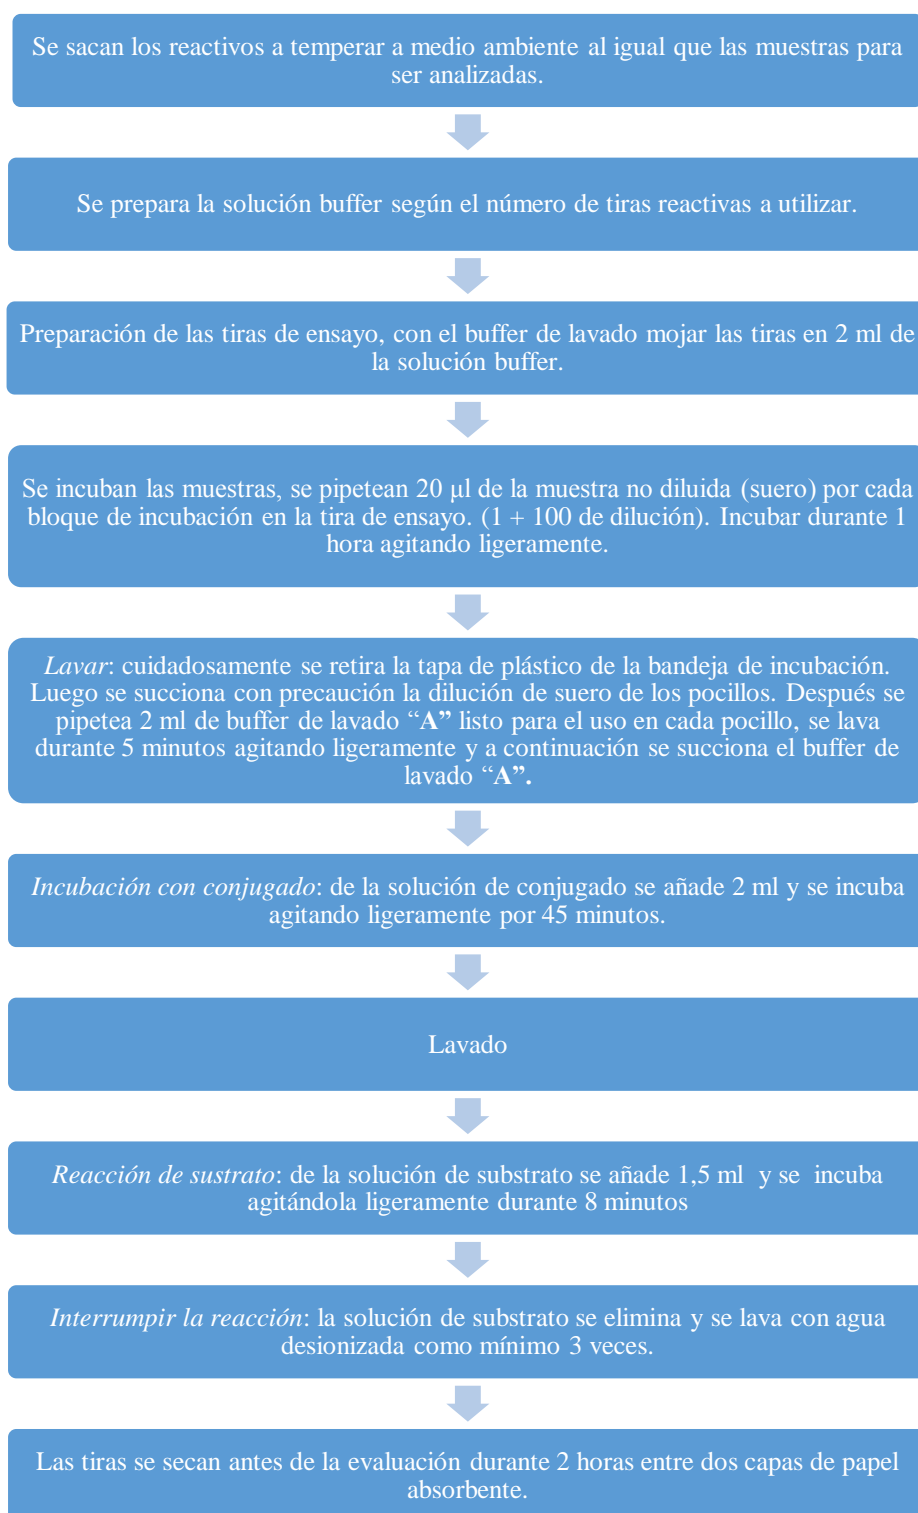 Se sacan los reactivos a temperar a medio ambiente al igual que las muestras para
ser analizadas.
Se prepara la solución buffer según el número de tiras reactivas a utilizar.
Preparación de las tiras de ensayo, con el buffer de lavado mojar las tiras en 2 ml de
la solución buffer.
Se incuban las muestras, se pipetean 20 µl de la muestra no diluida (suero) por cada
bloque de incubación en la tira de ensayo. (1 + 100 de dilución). Incubar durante 1
hora agitando ligeramente.
Lavar: cuidadosamente se retira la tapa de plástico de la bandeja de incubación.
Luego se succiona con precaución la dilución de suero de los pocillos. Después se
pipetea 2 ml de buffer de lavado “A” listo para el uso en cada pocillo, se lava
durante 5 minutos agitando ligeramente y a continuación se succiona el buffer de
lavado “A”.
Incubación con conjugado: de la solución de conjugado se añade 2 ml y se incuba
agitando ligeramente por 45 minutos.
Lavado
Reacción de sustrato: de la solución de substrato se añade 1,5 ml y se incuba
agitándola ligeramente durante 8 minutos
Interrumpir la reacción: la solución de substrato se elimina y se lava con agua
desionizada como mínimo 3 veces.
Las tiras se secan antes de la evaluación durante 2 horas entre dos capas de papel
absorbente.